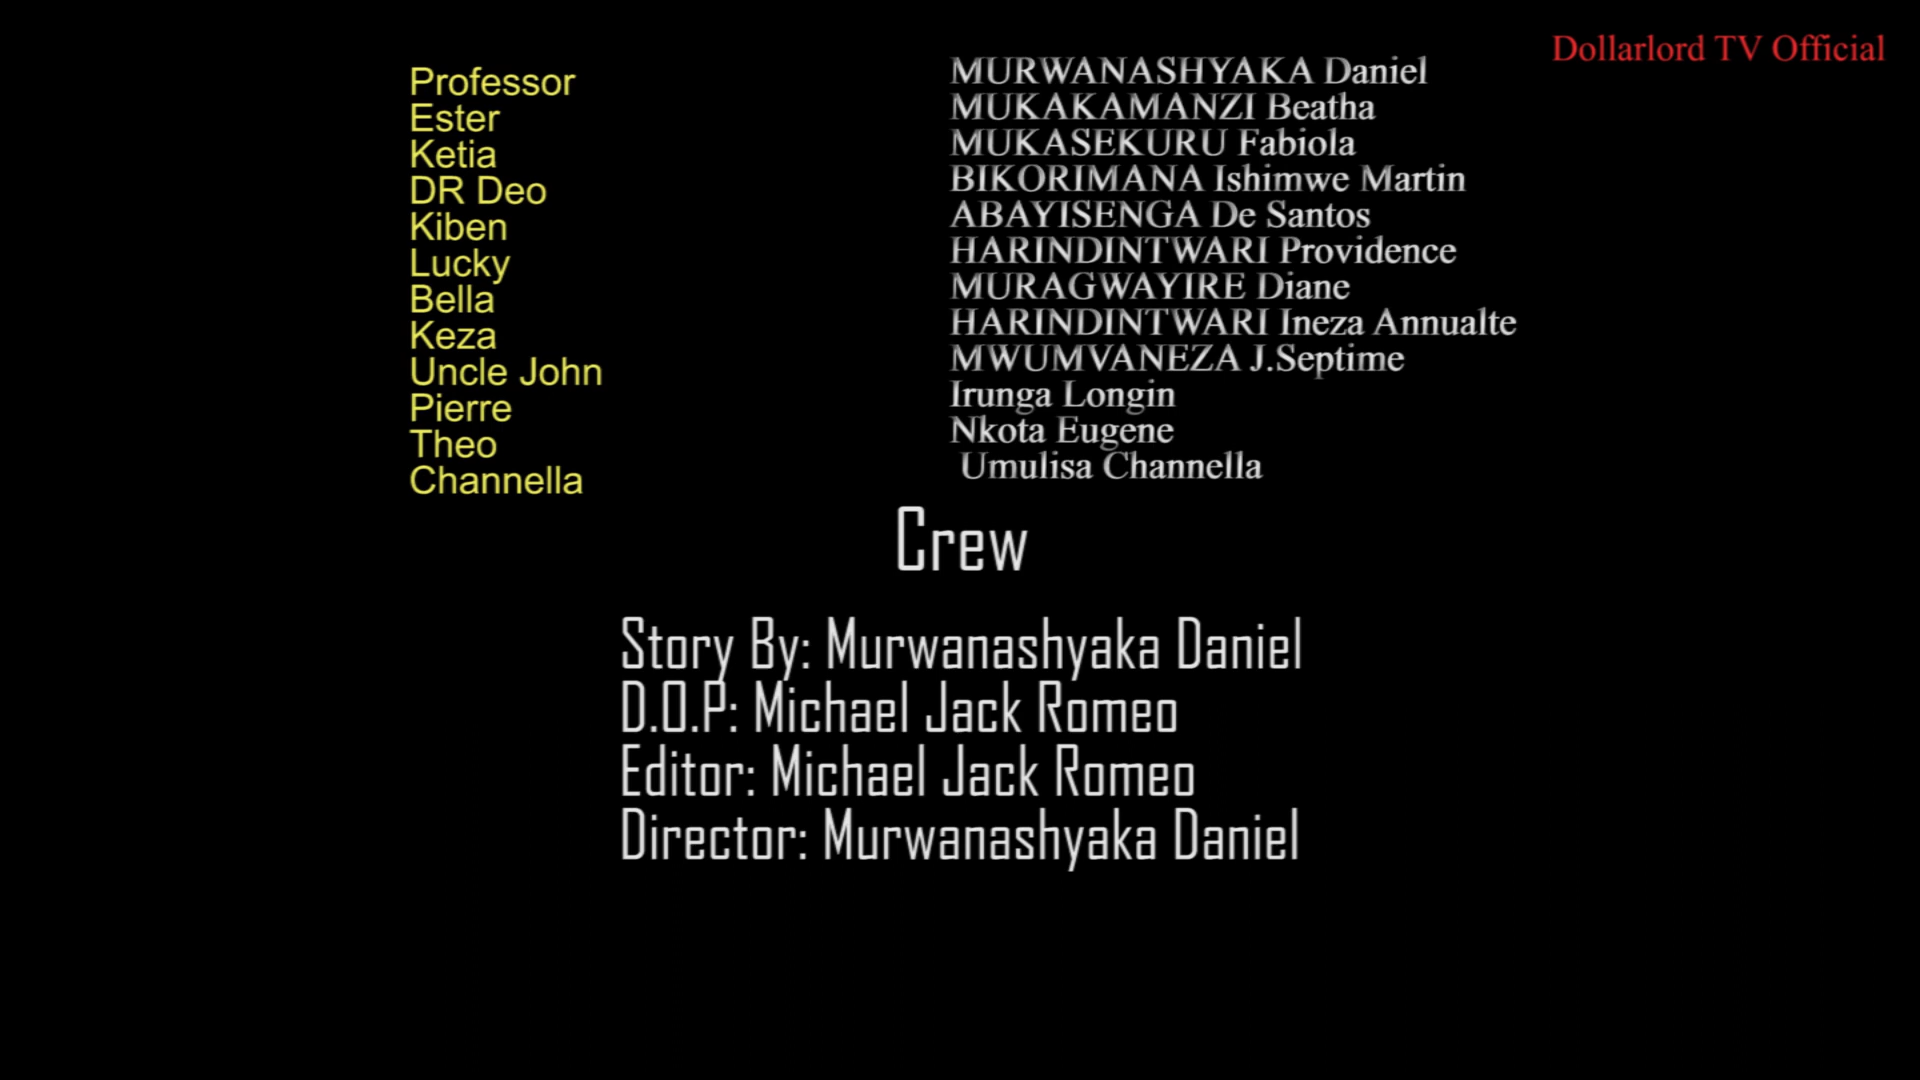 Dollarlord TV Official
Professor MURWANASHYAKA Daniel
Ester MUKAKAMANZI Beatha
Ketia MUKASEKURU Fabiola
DR Deo BIKORIMANA Ishimwe Martin
Kiben ABAYISENGA De Santos
Lucky HARINDINTWARI Providence
Bella MURAGWAYIRE Diane
Keza HARINDINTWARI Ineza Annualte
Uncle John MWUMVANEZA J.Septime
Pierre Irunga Longin
Theo Nkota Eugene
Channella Umulisa Channella
Crew
Story By: Murwanashyaka Daniel
D.O.P: Michael Jack Romeo
Editor: Michael Jack Romeo
Director: Murwanashyaka Daniel